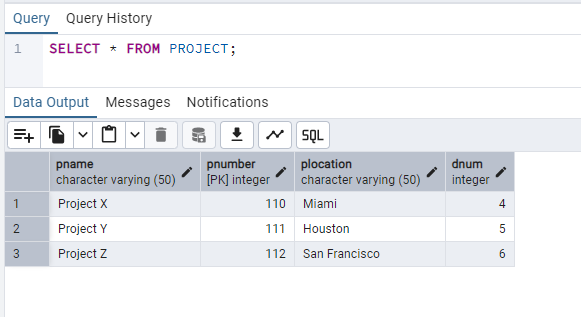 Query Query History
1 SELECT * FROM PROJECT;
Data Output Messages Notifications
SQL
pname pnumber plocation dnum
character varying (50) [PK] integer character varying (50) integer
1 Project X 110 Miami 4
2 Project Y 111 Houston 5
3 Project Z 112 San Francisco 6